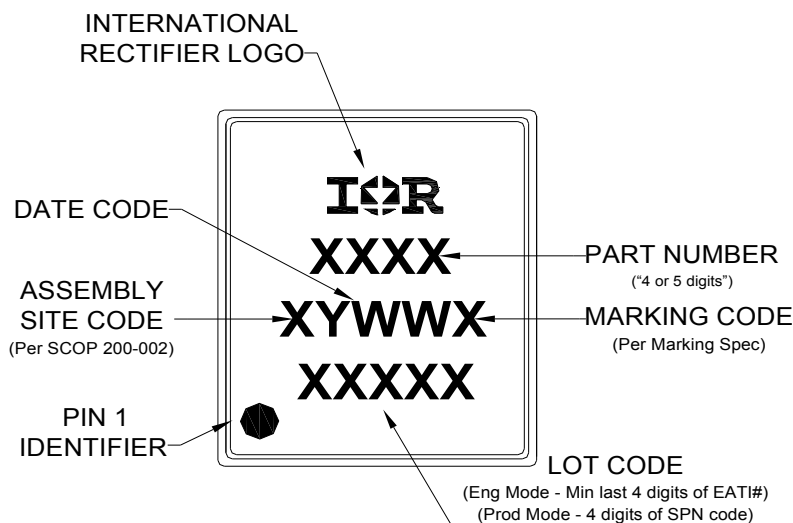 INTERNATIONAL
RECTIFIER LOGO
IOR
DATE CODE
XXXX
PART NUMBER
(“4 or 5 digits”)
ASSEMBLY
SITE CODE
(Per SCOP 200-002)
XYWWX
MARKING CODE
(Per Marking Spec)
XXXXX
PIN 1
IDENTIFIER
LOT CODE
(Eng Mode - Min last 4 digits of EATI#)
(Prod Mode - 4 digits of SPN code)